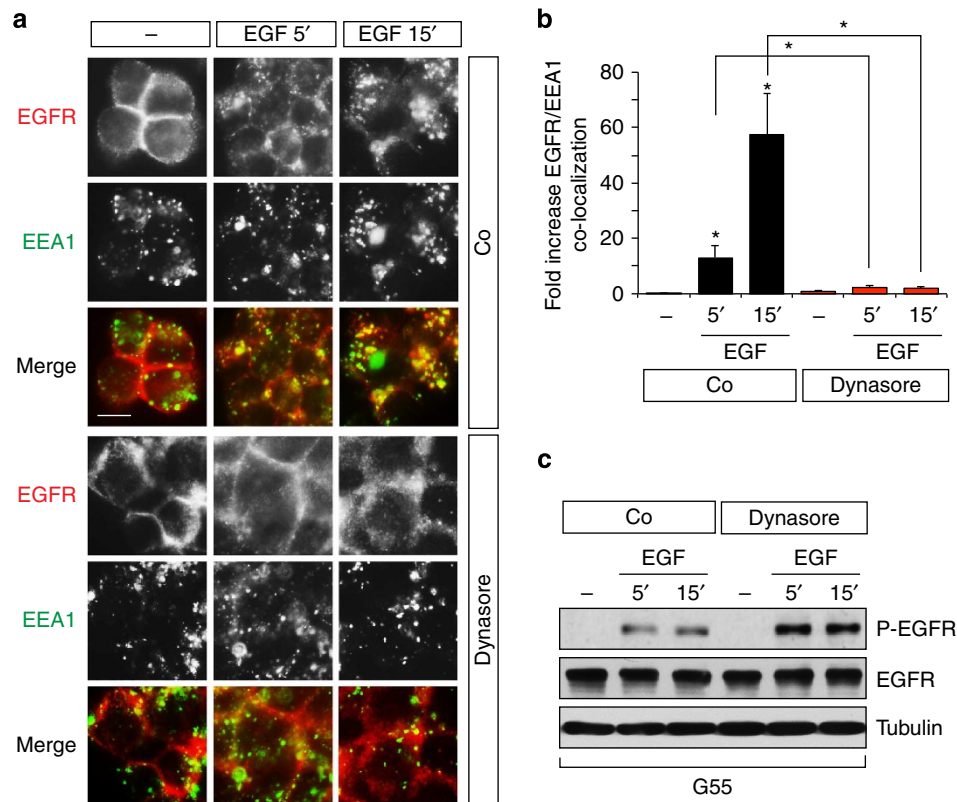 a
– EGF 5′ EGF 15′
EGFR
EEA1
Merge
Co
EGFR
EEA1
Merge
Dynasore
b
Fold increase EGFR/EEA1
co-localization
80
60
40
20
0
* * * *
– 5′ 15′ – 5′ 15′
EGF EGF
Co Dynasore
c
Co Dynasore
EGF EGF
– 5′ 15′ – 5′ 15′
P-EGFR
EGFR
Tubulin
G55